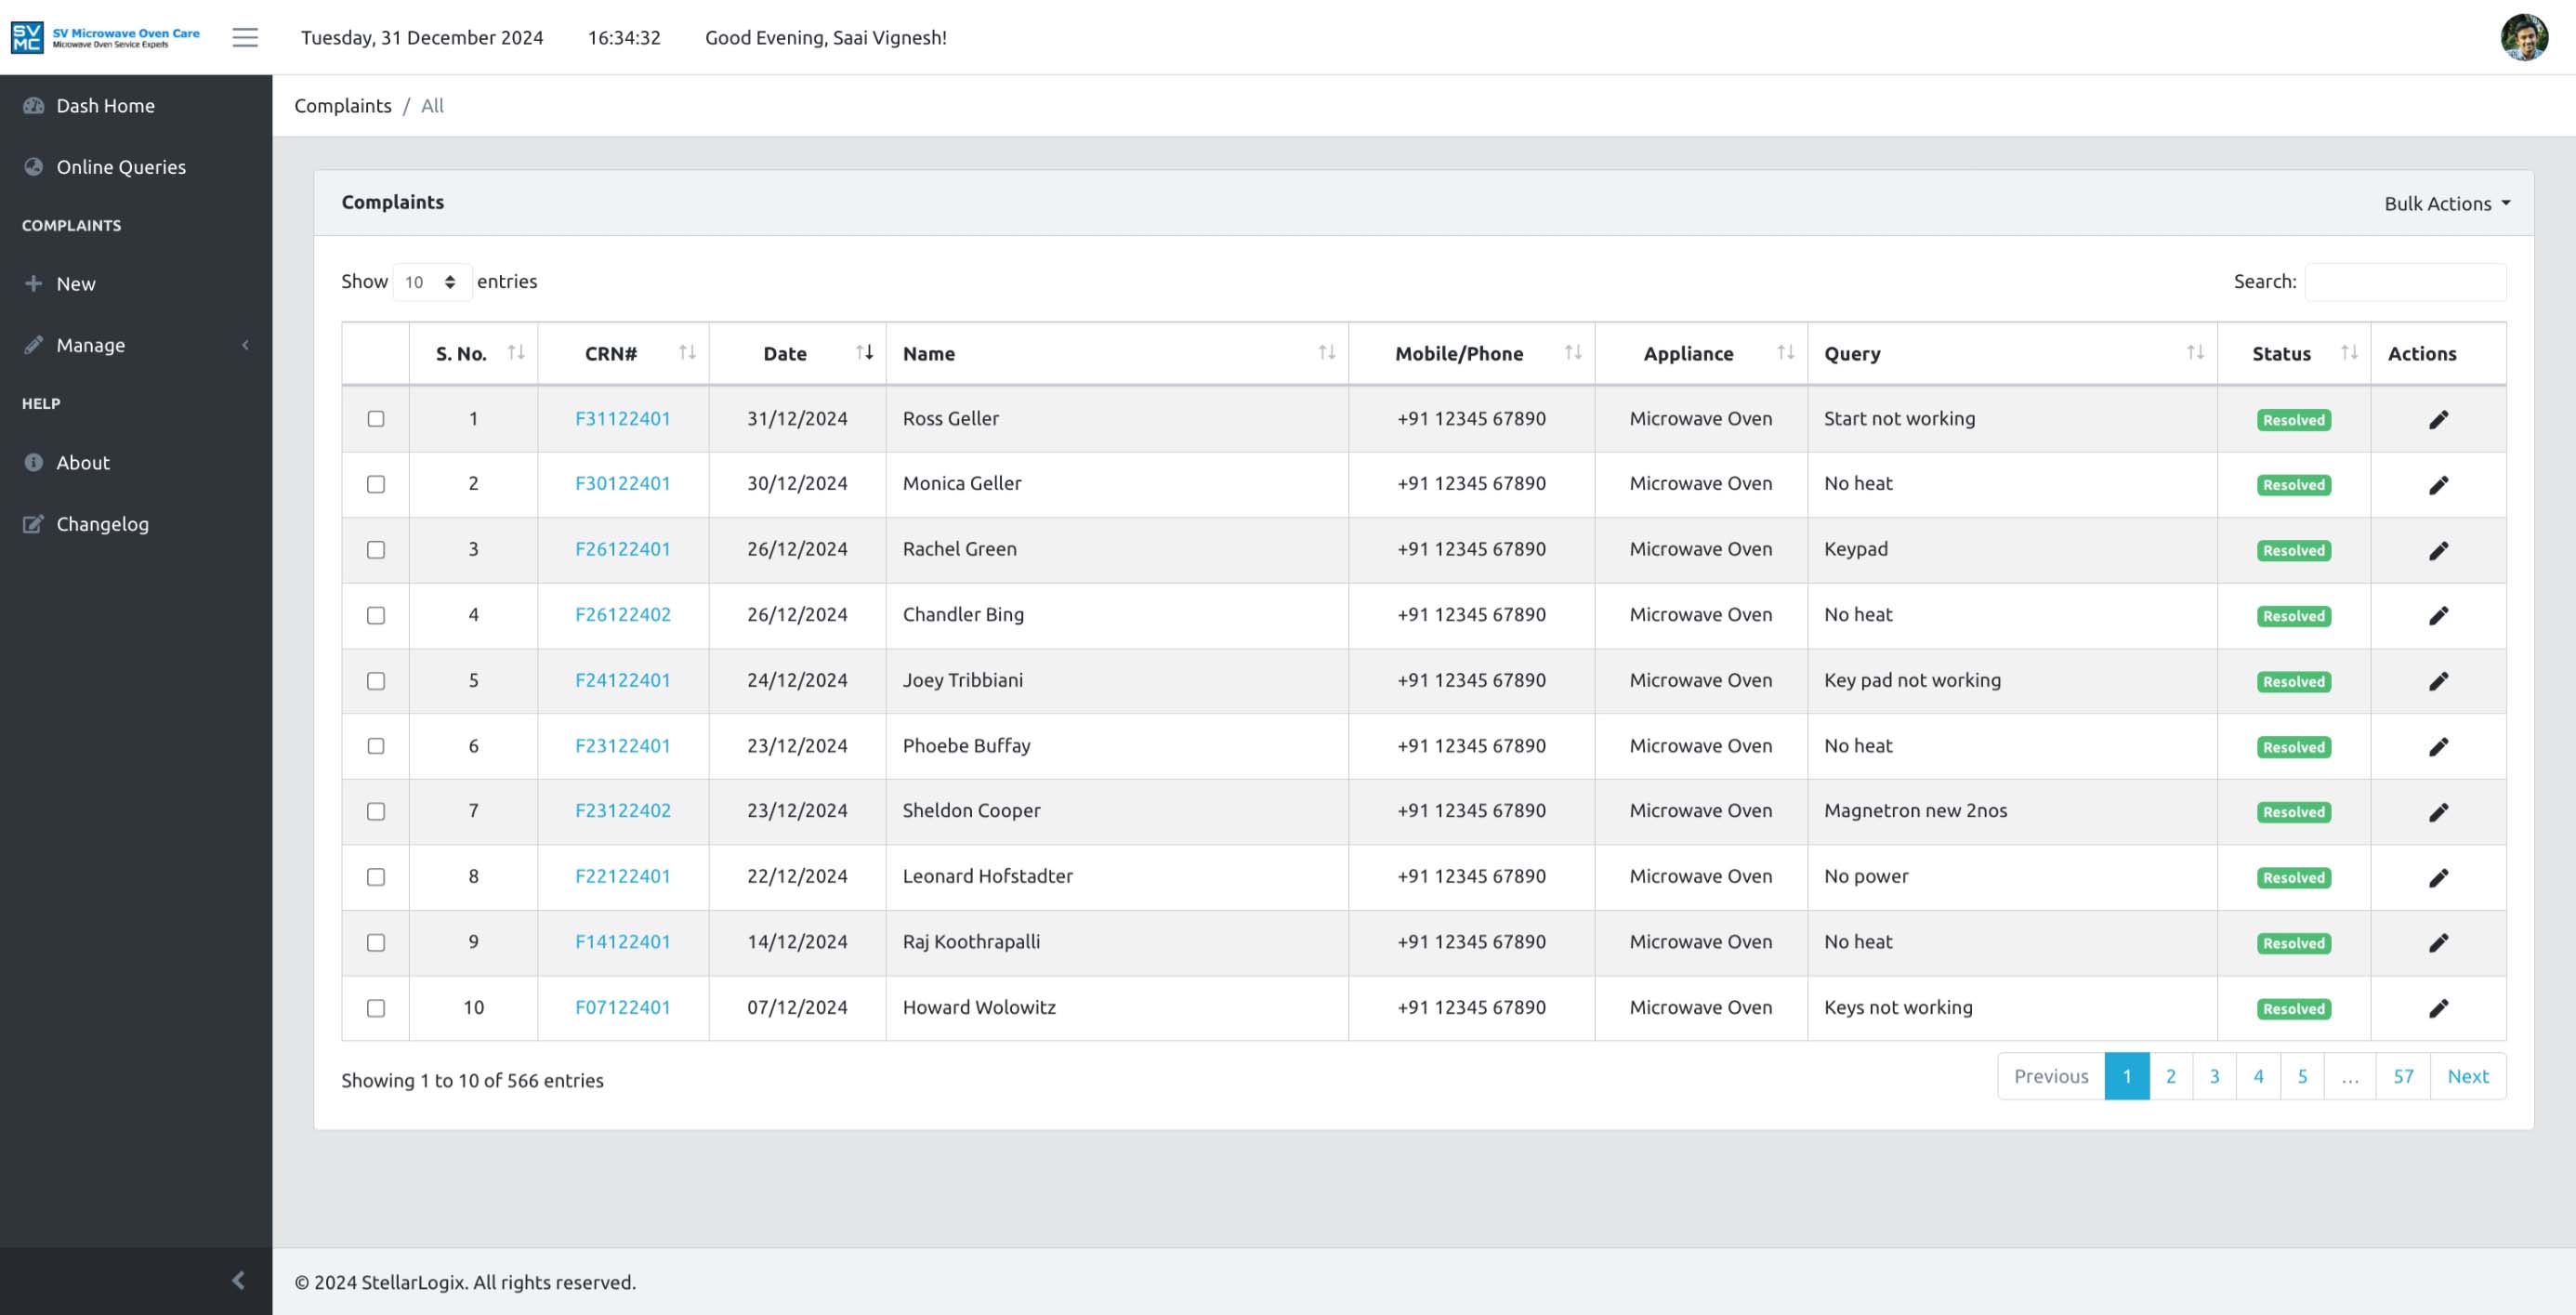 SV MC SV Microwave Oven Care
Microwave Oven Service Experts
Tuesday, 31 December 2024 16:34:32 Good Evening, Saai Vignesh!
Dash Home
Online Queries
COMPLAINTS
New
Manage
HELP
About
Changelog
Complaints / All
Complaints Bulk Actions
Show 10 entries Search:
S. No. CRN# Date Name Mobile/Phone Appliance Query Status Actions
1 F31122401 31/12/2024 Ross Geller +91 12345 67890 Microwave Oven Start not working Resolved
2 F30122401 30/12/2024 Monica Geller +91 12345 67890 Microwave Oven No heat Resolved
3 F26122401 26/12/2024 Rachel Green +91 12345 67890 Microwave Oven Keypad Resolved
4 F26122402 26/12/2024 Chandler Bing +91 12345 67890 Microwave Oven No heat Resolved
5 F24122401 24/12/2024 Joey Tribbiani +91 12345 67890 Microwave Oven Key pad not working Resolved
6 F23122401 23/12/2024 Phoebe Buffay +91 12345 67890 Microwave Oven No heat Resolved
7 F23122402 23/12/2024 Sheldon Cooper +91 12345 67890 Microwave Oven Magnetron new 2nos Resolved
8 F22122401 22/12/2024 Leonard Hofstadter +91 12345 67890 Microwave Oven No power Resolved
9 F14122401 14/12/2024 Raj Koothrapalli +91 12345 67890 Microwave Oven No heat Resolved
10 F07122401 07/12/2024 Howard Wolowitz +91 12345 67890 Microwave Oven Keys not working Resolved
Showing 1 to 10 of 566 entries Previous 1 2 3 4 5 … 57 Next
© 2024 StellarLogix. All rights reserved.